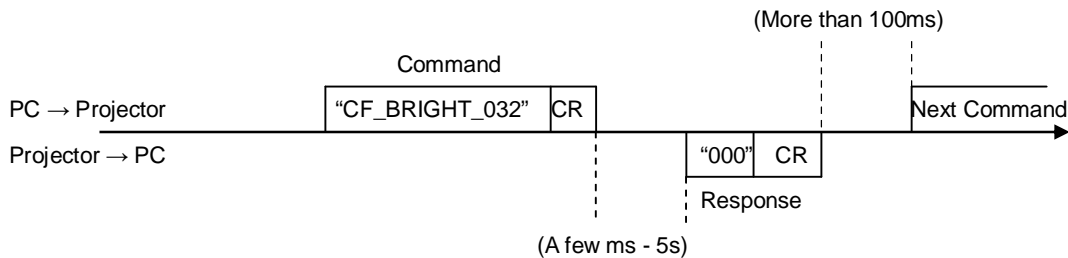 (More than 100ms)
Command
PC → Projector
“CF_BRIGHT_032” CR
Next Command
Projector → PC
“000” CR
Response
(A few ms - 5s)